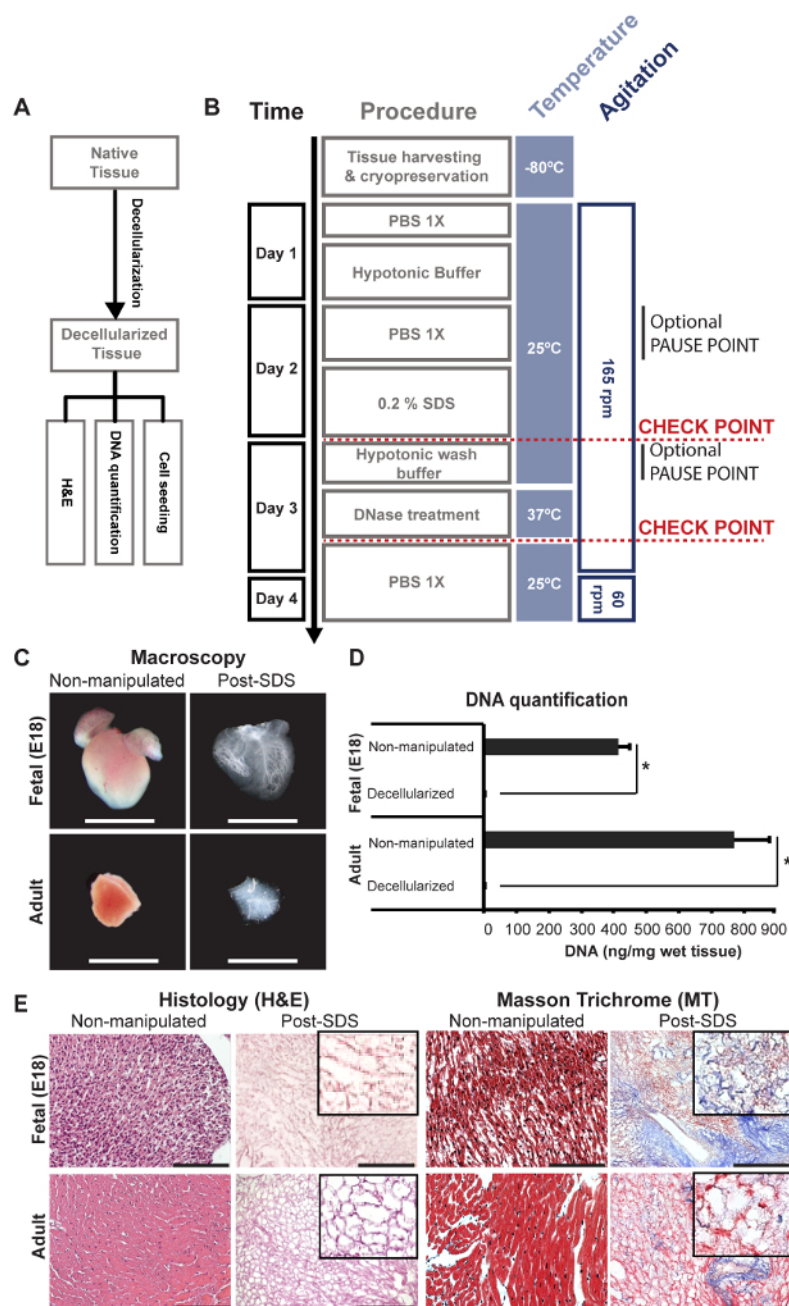 A
Native
Tissue
Decellularization
Decellularized
Tissue
H&E
DNA quantification
Cell seeding
B
Time
Procedure
Temperature
Agitation
Tissue harvesting
& cryopreservation
-80ºC
Day 1
PBS 1X
Hypotonic Buffer
Day 2
PBS 1X
0.2 % SDS
25ºC
165 rpm
Optional
PAUSE POINT
CHECK POINT
Day 3
Hypotonic wash
buffer
Optional
PAUSE POINT
DNase treatment
37ºC
CHECK POINT
Day 4
PBS 1X
25ºC
60
rpm
C
Macroscopy
Non-manipulated
Post-SDS
Fetal (E18)
Adult
D
DNA quantification
Fetal (E18)
Non-manipulated
Decellularized
*
Adult
Non-manipulated
Decellularized
*
0 100 200 300 400 500 600 700 800 900
DNA (ng/mg wet tissue)
E
Histology (H&E)
Masson Trichrome (MT)
Non-manipulated
Post-SDS
Non-manipulated
Post-SDS
Fetal (E18)
Adult